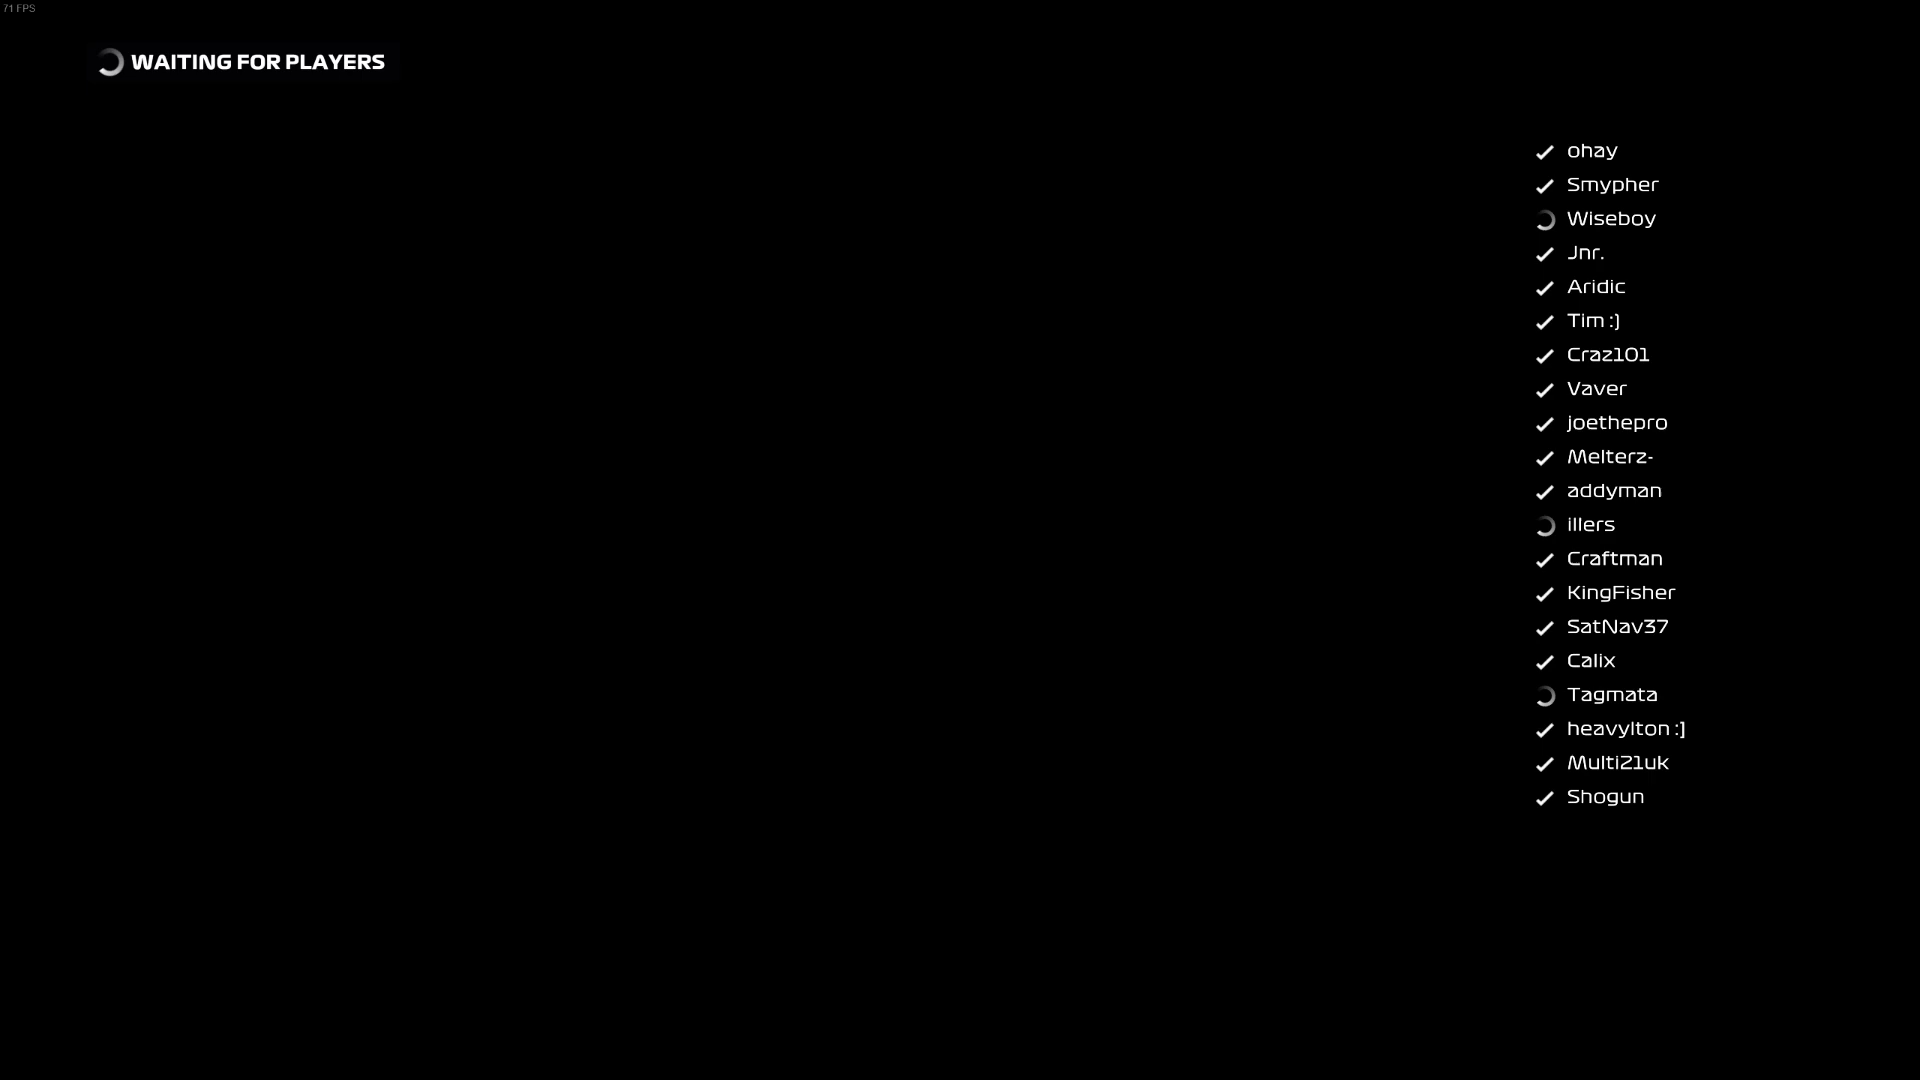 71 FPS
WAITING FOR PLAYERS
ohay
Smypher
Wiseboy
Jnr.
Aridic
Tim :)
Craz101
Vaver
joethepro
Melterz-
addyman
illers
Craftman
KingFisher
SatNav37
Calix
Tagmata
heavylton :]
Multi21uk
Shogun